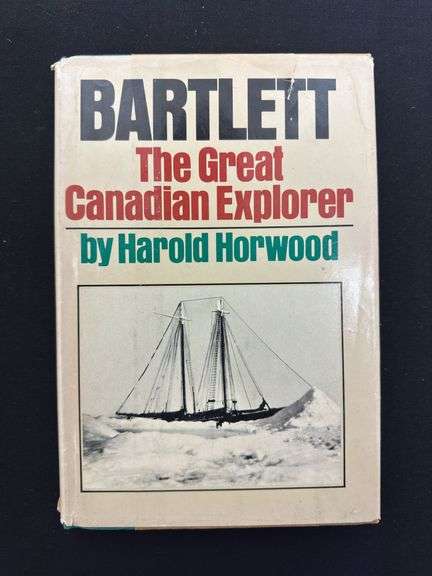 BARTLETT
The Great
Canadian Explorer
by Harold Horwood